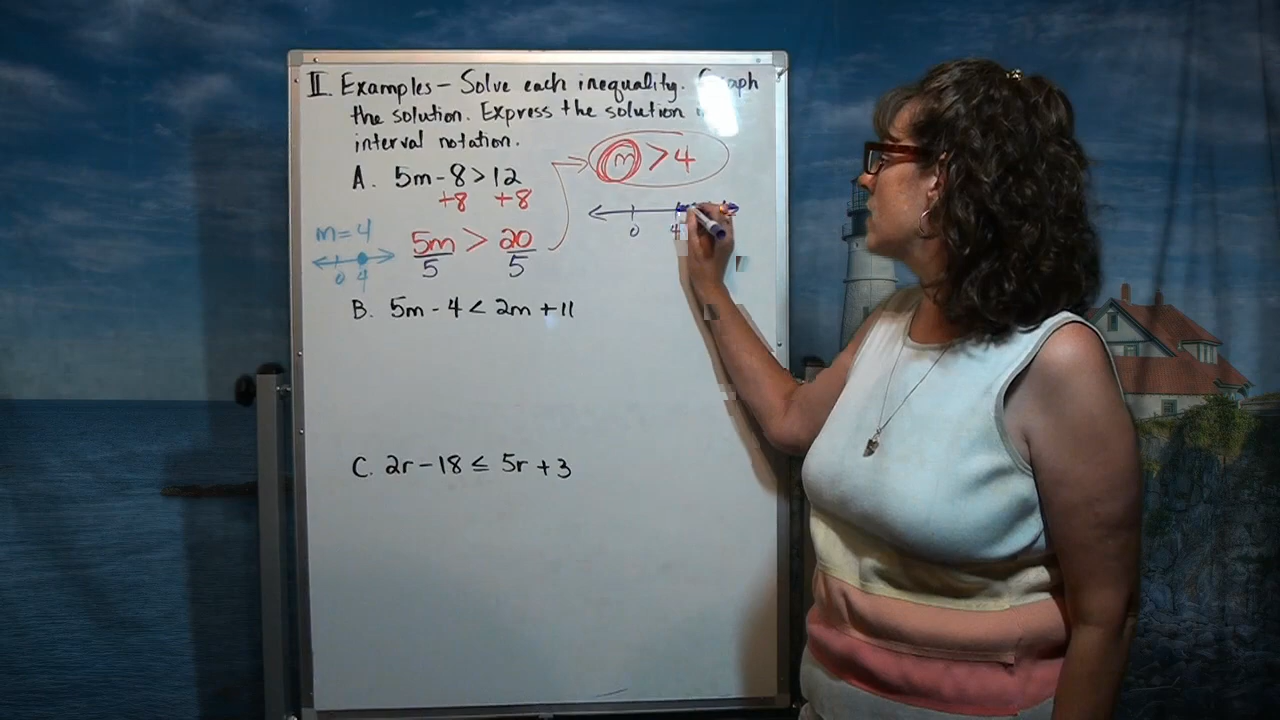 II. Examples - Solve each inequality. Graph
the solution. Express the solution
interval notation.
A. 5m - 8 > 12
+8 +8
m > 4
m = 4
5m > 20
5 5
0 4
0 4
B. 5m - 4 < 2m + 11
C. 2r - 18 ≤ 5r + 3